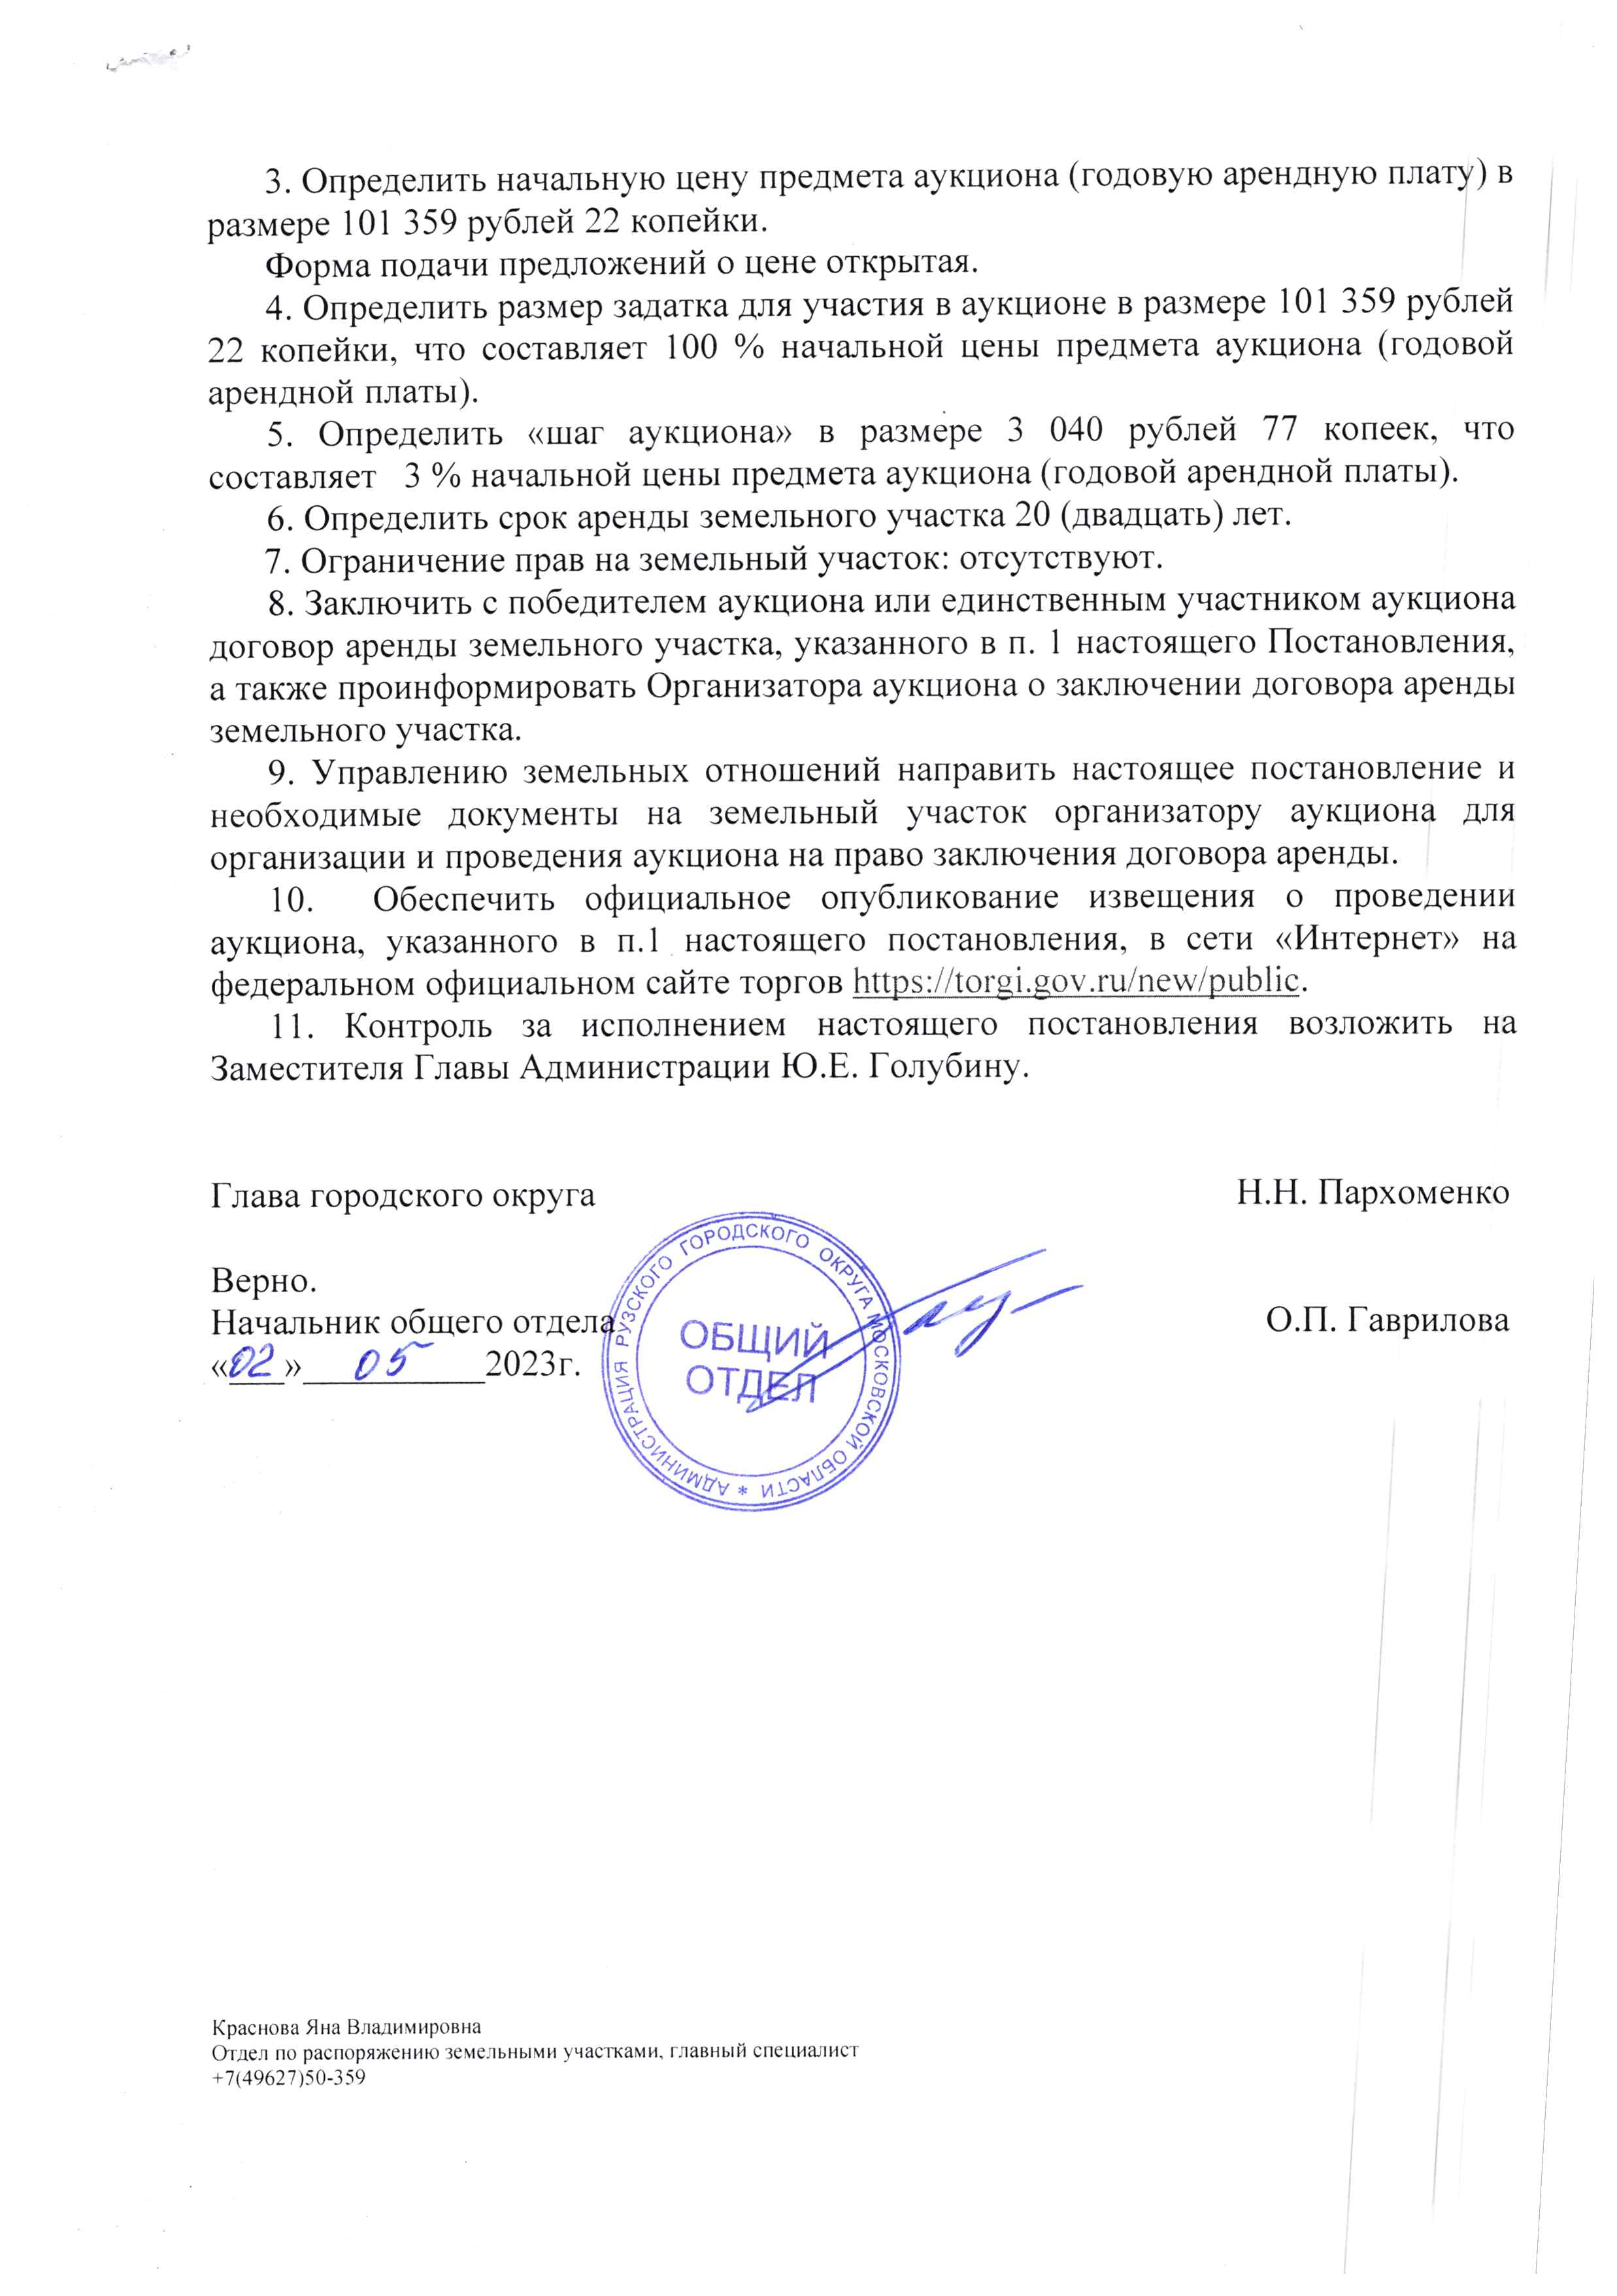 3. Определить начальную цену предмета аукциона (годовую арендную плату) в
размере 101 359 рублей 22 копейки.
Форма подачи предложений о цене открытая.
4. Определить размер задатка для участия в аукционе в размере 101 359 рублей
22 копейки, что составляет 100 % начальной цены предмета аукциона (годовой
арендной платы).
5. Определить «шаг аукциона» в размере 3 040 рублей 77 копеек, что
составляет 3 % начальной цены предмета аукциона (годовой арендной платы).
6. Определить срок аренды земельного участка 20 (двадцать) лет.
7. Ограничение прав на земельный участок: отсутствуют.
8. Заключить с победителем аукциона или единственным участником аукциона
договор аренды земельного участка, указанного в п. 1 настоящего Постановления,
а также проинформировать Организатора аукциона о заключении договора аренды
земельного участка.
9. Управлению земельных отношений направить настоящее постановление и
необходимые документы на земельный участок организатору аукциона для
организации и проведения аукциона на право заключения договора аренды.
10. Обеспечить официальное опубликование извещения о проведении
аукциона, указанного в п.1 настоящего постановления, в сети «Интернет» на
федеральном официальном сайте торгов https://torgi.gov.ru/new/public.
11. Контроль за исполнением настоящего постановления возложить на
Заместителя Главы Администрации Ю.Е. Голубину.
Глава городского округа Н.Н. Пархоменко
Верно.
Начальник общего отдела О.П. Гаврилова
«02» 05 2023г.
АДМИНИСТРАЦИЯ РУЗСКОГО ГОРОДСКОГО ОКРУГА МОСКОВСКОЙ ОБЛАСТИ *
ОБЩИЙ
ОТДЕЛ
Краснова Яна Владимировна
Отдел по распоряжению земельными участками, главный специалист
+7(49627)50-359